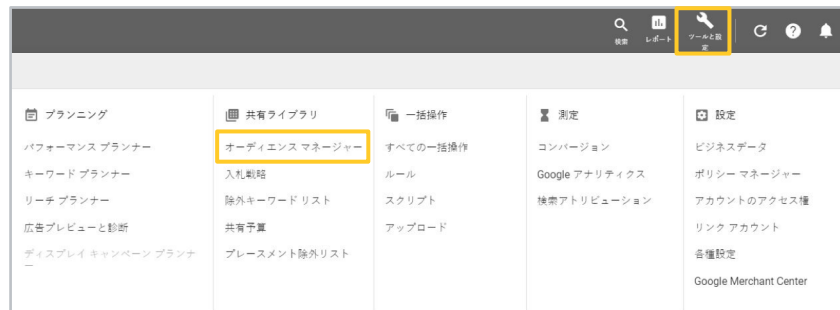 検索
レポート
ツールと設
定
プランニング
パフォーマンス プランナー
キーワード プランナー
リーチ プランナー
広告プレビューと診断
ディスプレイ キャンペーン プランナ
ー
共有ライブラリ
オーディエンス マネージャー
入札戦略
除外キーワード リスト
共有予算
プレースメント除外リスト
一括操作
すべての一括操作
ルール
スクリプト
アップロード
測定
コンバージョン
Google アナリティクス
検索アトリビューション
設定
ビジネスデータ
ポリシー マネージャー
アカウントのアクセス権
リンク アカウント
各種設定
Google Merchant Center